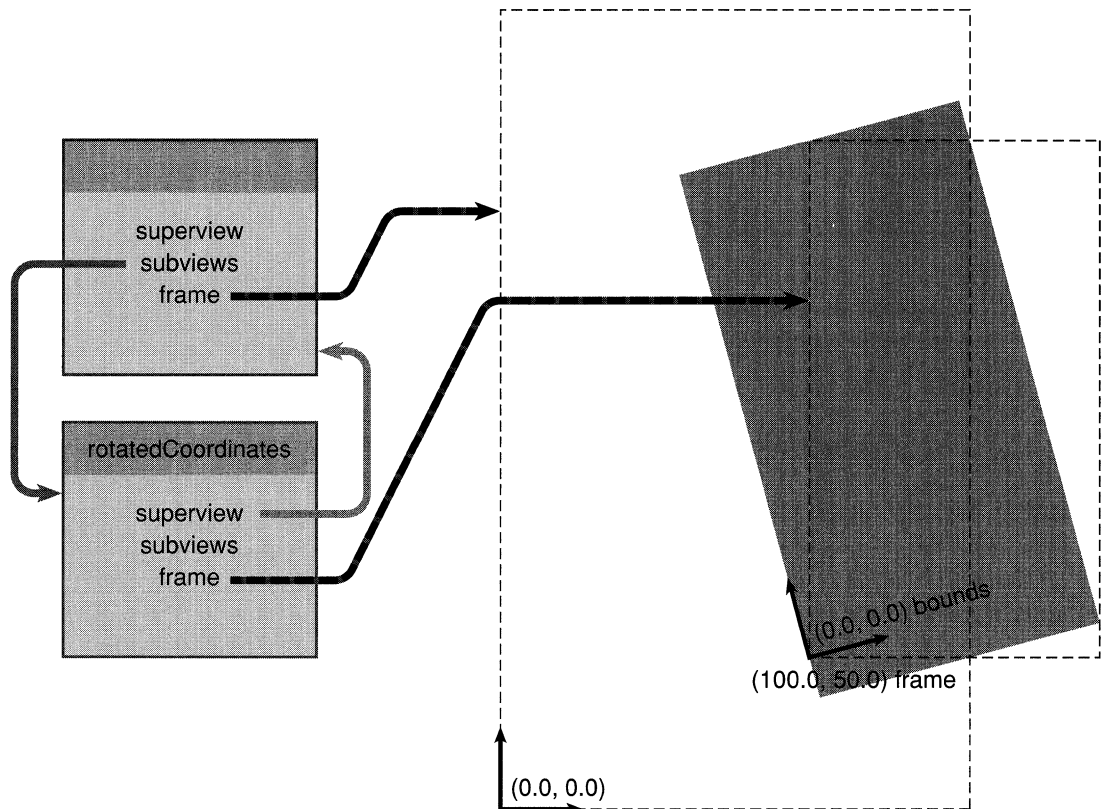 superview
subviews
frame
rotatedCoordinates
superview
subviews
frame
(0.0, 0.0) bounds
(100.0, 50.0) frame
(0.0, 0.0)